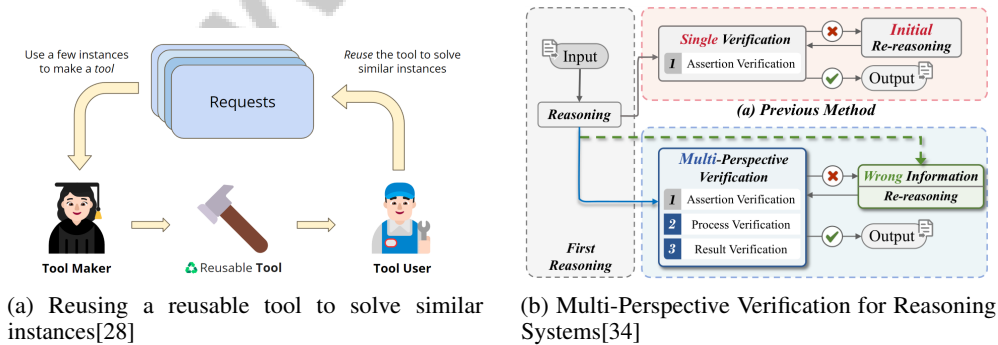 Use a few instances
to make a tool
Reuse the tool to solve
similar instances
Requests
Tool Maker
Reusable Tool
Tool User
(a) Reusing a reusable tool to solve similar
instances[28]
Input
Reasoning
First
Reasoning
Single Verification
1 Assertion Verification
Initial
Re-reasoning
Output
(a) Previous Method
Multi-Perspective
Verification
1 Assertion Verification
2 Process Verification
3 Result Verification
Wrong Information
Re-reasoning
Output
(b) Multi-Perspective Verification for Reasoning
Systems[34]